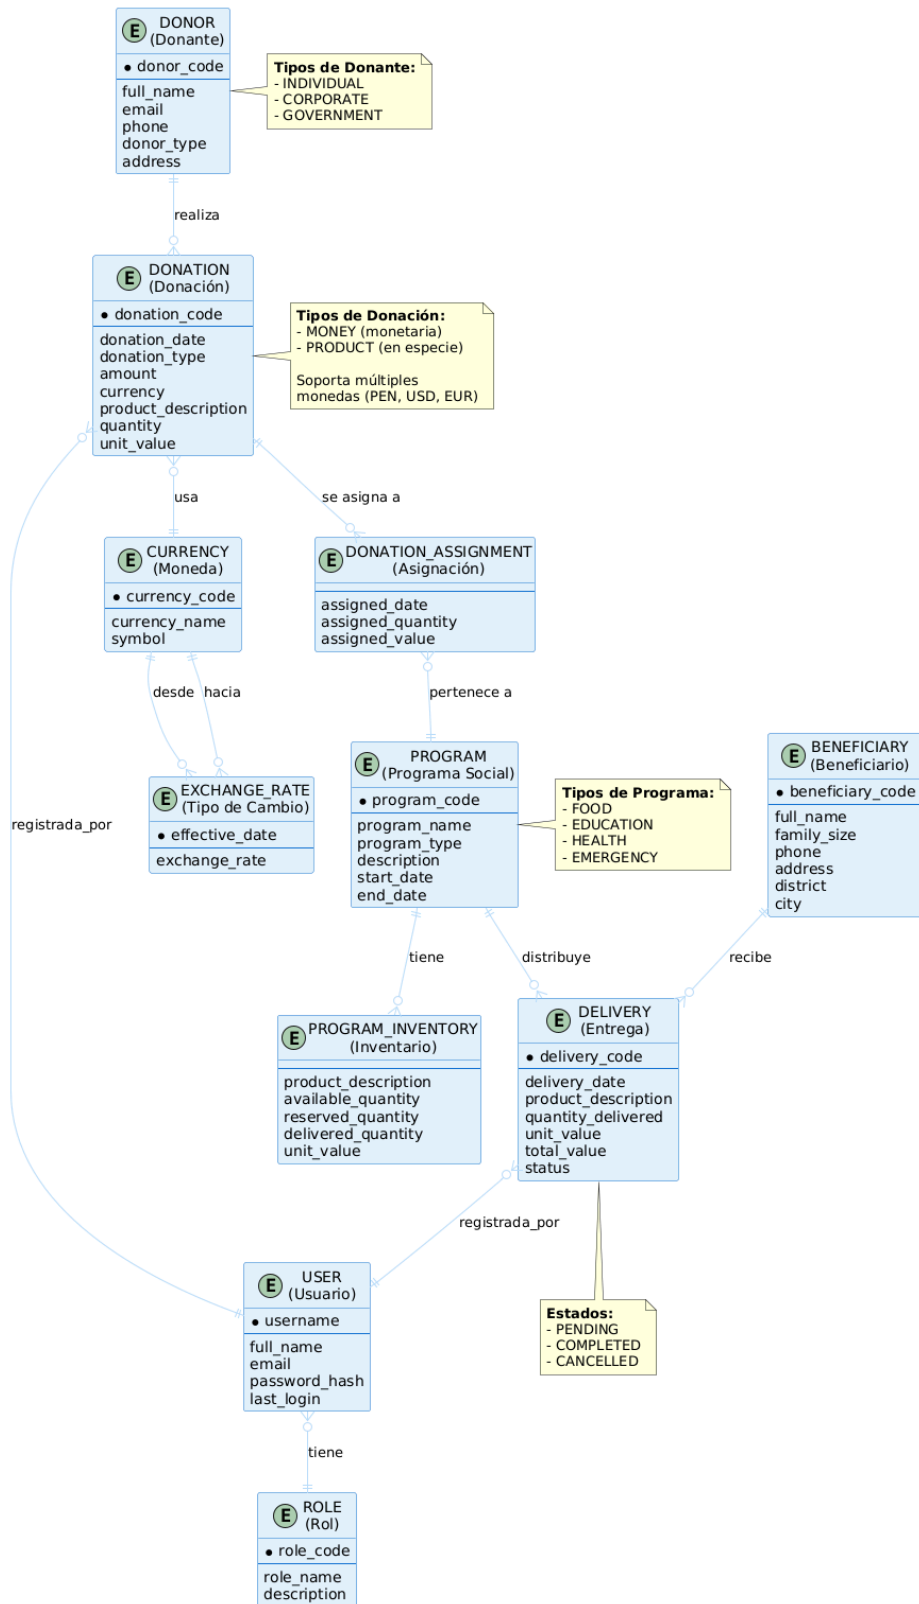 E
DONOR
(Donante)
• donor_code
full_name
email
phone
donor_type
address
Tipos de Donante:
- INDIVIDUAL
- CORPORATE
- GOVERNMENT
realiza
E
DONATION
(Donación)
• donation_code
donation_date
donation_type
amount
currency
product_description
quantity
unit_value
Tipos de Donación:
- MONEY (monetaria)
- PRODUCT (en especie)
Soporta múltiples
monedas (PEN, USD, EUR)
usa
se asigna a
E
CURRENCY
(Moneda)
• currency_code
currency_name
symbol
E
DONATION_ASSIGNMENT
(Asignación)
assigned_date
assigned_quantity
assigned_value
desde
hacia
pertenece a
E
EXCHANGE_RATE
(Tipo de Cambio)
• effective_date
exchange_rate
registrada_por
E
PROGRAM
(Programa Social)
• program_code
program_name
program_type
description
start_date
end_date
Tipos de Programa:
- FOOD
- EDUCATION
- HEALTH
- EMERGENCY
E
BENEFICIARY
(Beneficiario)
• beneficiary_code
full_name
family_size
phone
address
district
city
tiene
distribuye
recibe
E
PROGRAM_INVENTORY
(Inventario)
product_description
available_quantity
reserved_quantity
delivered_quantity
unit_value
E
DELIVERY
(Entrega)
• delivery_code
delivery_date
product_description
quantity_delivered
unit_value
total_value
status
registrada_por
E
USER
(Usuario)
• username
full_name
email
password_hash
last_login
Estados:
- PENDING
- COMPLETED
- CANCELLED
tiene
E
ROLE
(Rol)
• role_code
role_name
description